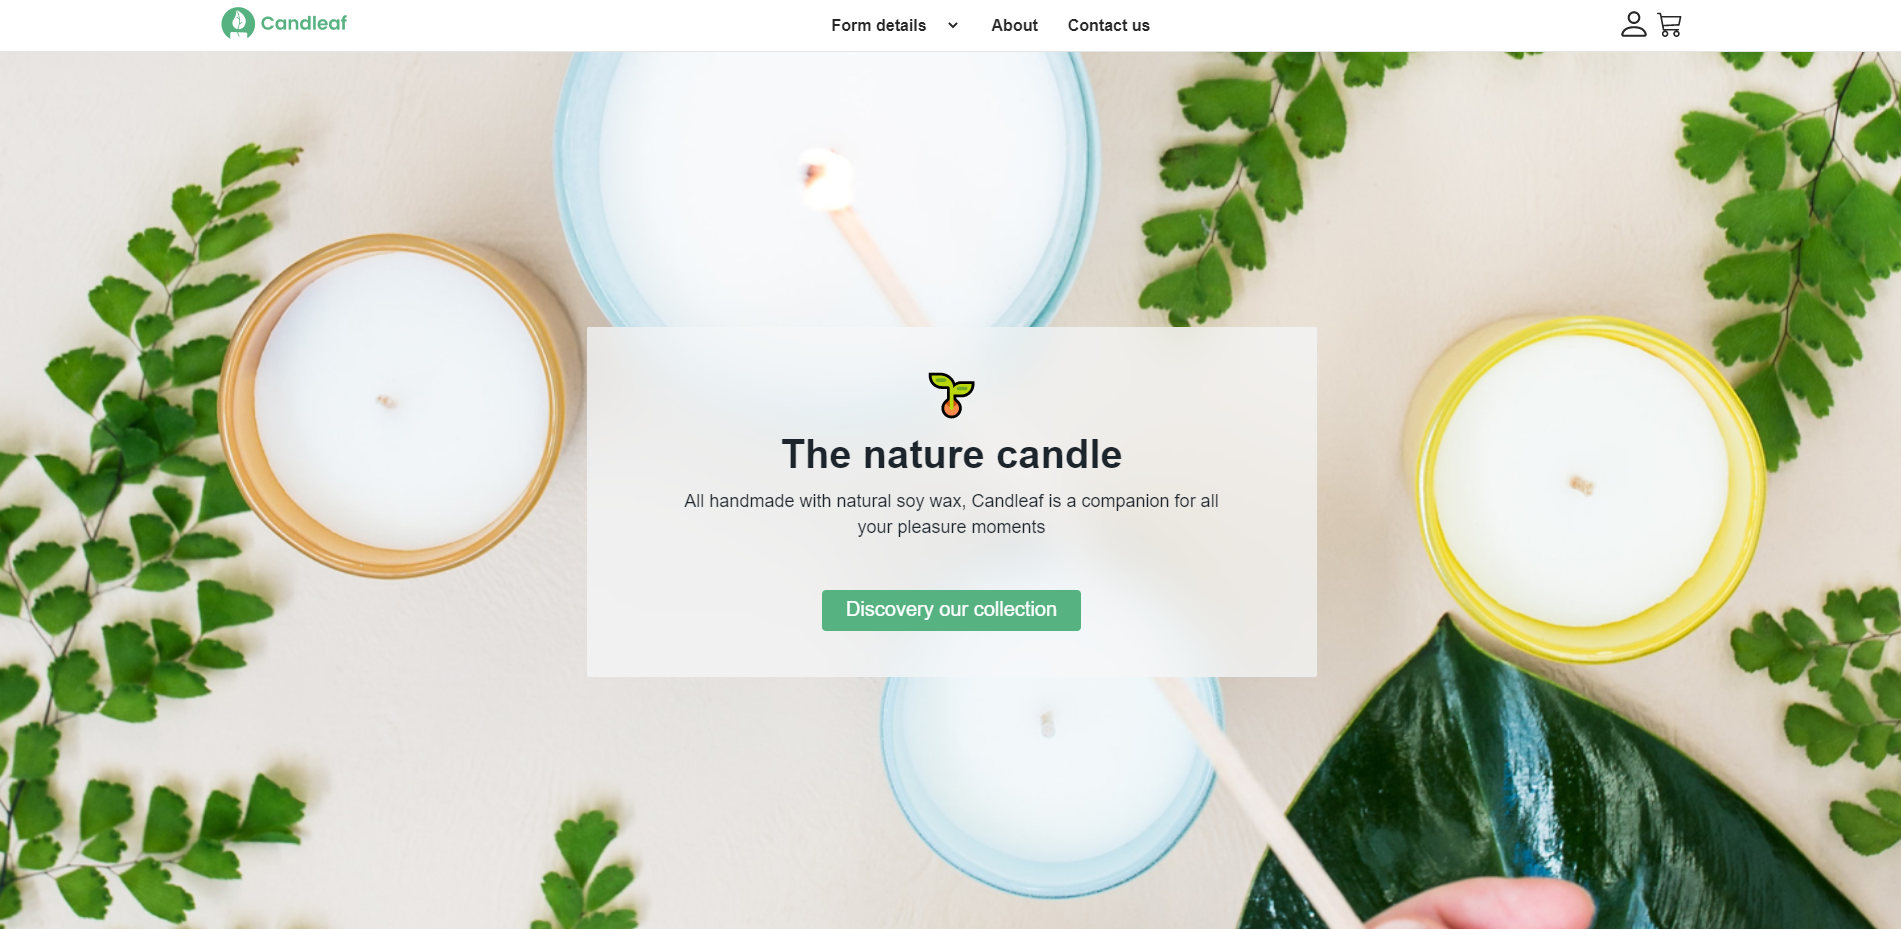 Candleaf
Form details
About
Contact us
The nature candle
All handmade with natural soy wax, Candleaf is a companion for all
your pleasure moments
Discovery our collection